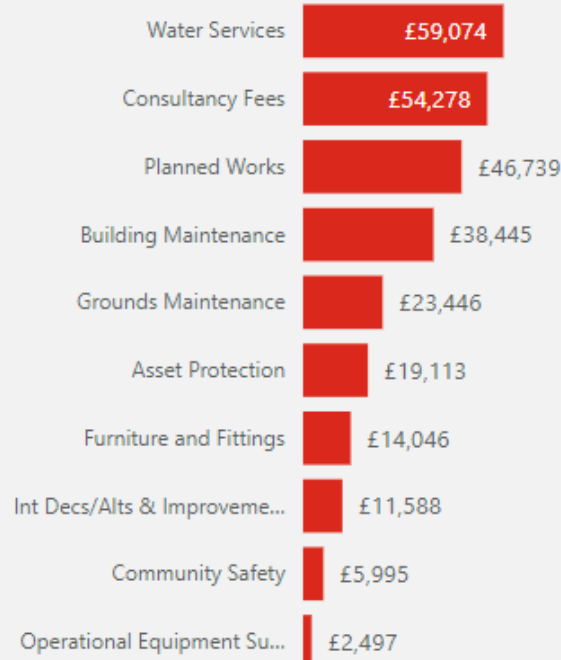 Water Services £59,074
Consultancy Fees £54,278
Planned Works £46,739
Building Maintenance £38,445
Grounds Maintenance £23,446
Asset Protection £19,113
Furniture and Fittings £14,046
Int Decs/Alts & Improveme... £11,588
Community Safety £5,995
Operational Equipment Su... £2,497